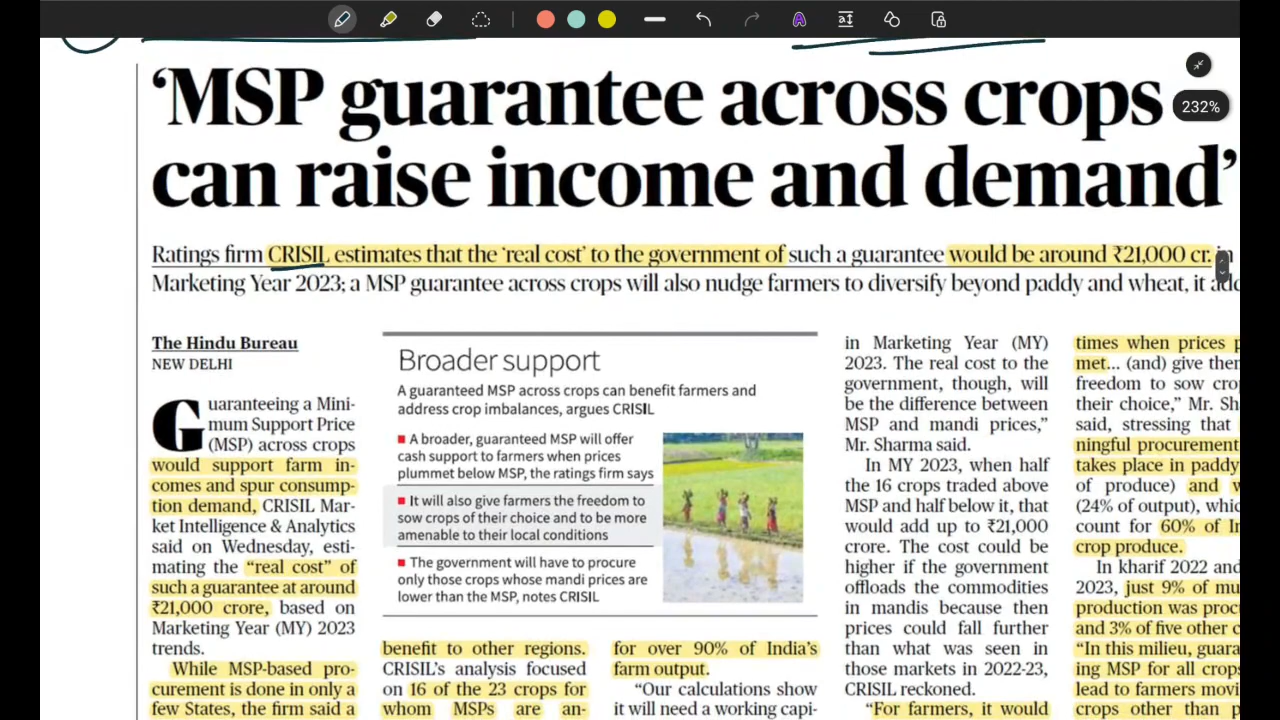 232%
‘MSP guarantee across crops
can raise income and demand’
Ratings firm CRISIL estimates that the ‘real cost’ to the government of such a guarantee would be around ₹21,000 cr. in
Marketing Year 2023; a MSP guarantee across crops will also nudge farmers to diversify beyond paddy and wheat, it
The Hindu Bureau
NEW DELHI
Guaranteeing a Mini-
mum Support Price
(MSP) across crops
would support farm in-
comes and spur consump-
tion demand, CRISIL Mar-
ket Intelligence & Analytics
said on Wednesday, esti-
mating the “real cost” of
such a guarantee at around
₹21,000 crore, based on
Marketing Year (MY) 2023
trends.
While MSP-based pro-
curement is done in only a
few States, the firm said a
Broader support
A guaranteed MSP across crops can benefit farmers and
address crop imbalances, argues CRISIL
A broader, guaranteed MSP will offer
cash support to farmers when prices
plummet below MSP, the ratings firm says
It will also give farmers the freedom to
sow crops of their choice and to be more
amenable to their local conditions
The government will have to procure
only those crops whose mandi prices are
lower than the MSP, notes CRISIL
benefit to other regions.
CRISIL’s analysis focused
on 16 of the 23 crops for
whom MSPs are an-
for over 90% of India’s
farm output.
“Our calculations show
it will need a working capi-
in Marketing Year (MY)
2023. The real cost to the
government, though, will
be the difference between
MSP and mandi prices,”
Mr. Sharma said.
In MY 2023, when half
the 16 crops traded above
MSP and half below it, that
would add up to ₹21,000
crore. The cost could be
higher if the government
offloads the commodities
in mandis because then
prices could fall further
than what was seen in
those markets in 2022-23,
CRISIL reckoned.
“For farmers, it would
times when prices
met... (and) give
freedom to sow
their choice,” Mr.
said, stressing that
ningful procurement
takes place in paddy
of produce) and
(24% of output),
count for 60% of
crop produce.
In kharif 2022 and
2023, just 9% of
production was
and 3% of five other
“In this milieu,
ing MSP for all
lead to farmers
crops other than